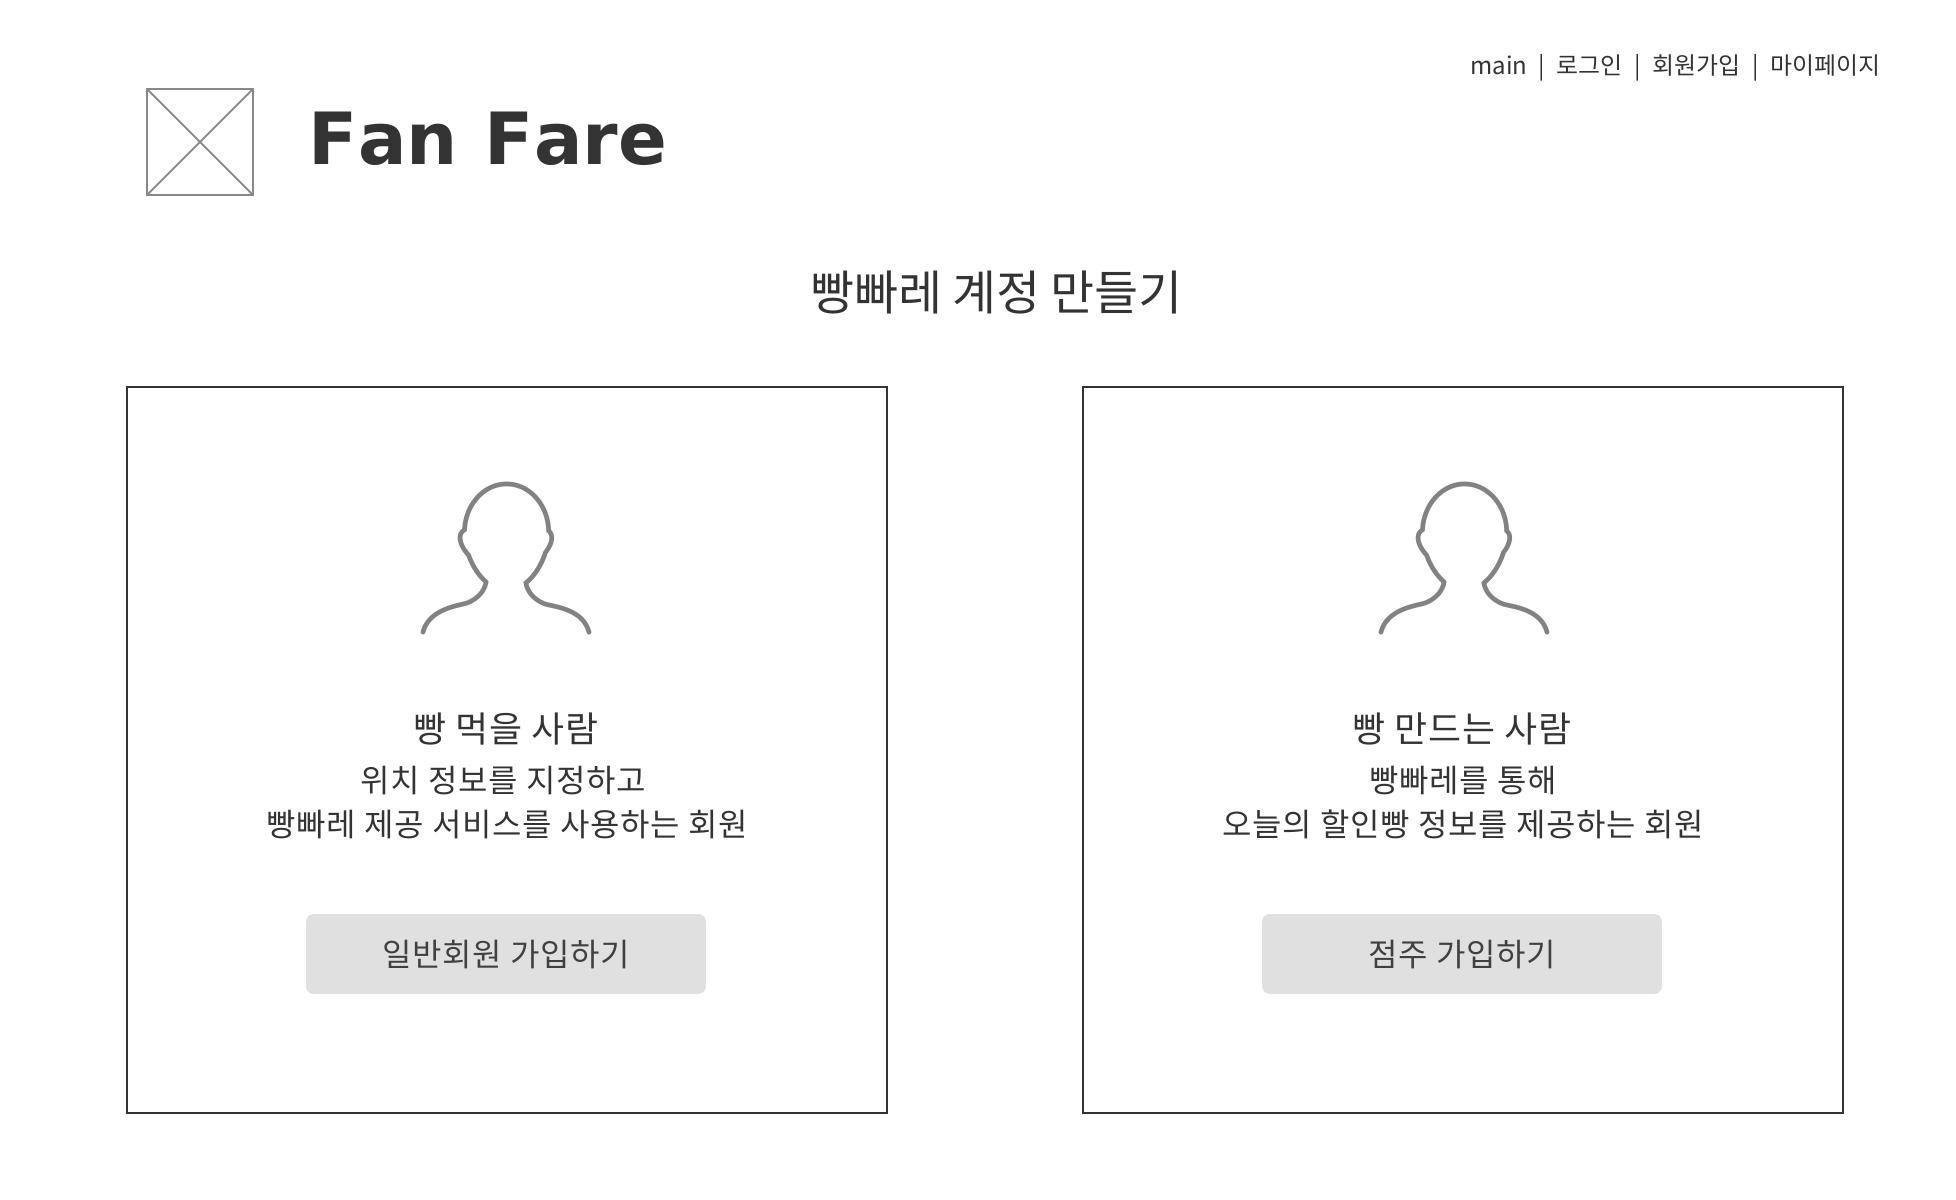 main | 로그인 | 회원가입 | 마이페이지
Fan Fare
빵빠레 계정 만들기
빵 먹을 사람
위치 정보를 지정하고
빵빠레 제공 서비스를 사용하는 회원
일반회원 가입하기
빵 만드는 사람
빵빠레를 통해
오늘의 할인빵 정보를 제공하는 회원
점주 가입하기